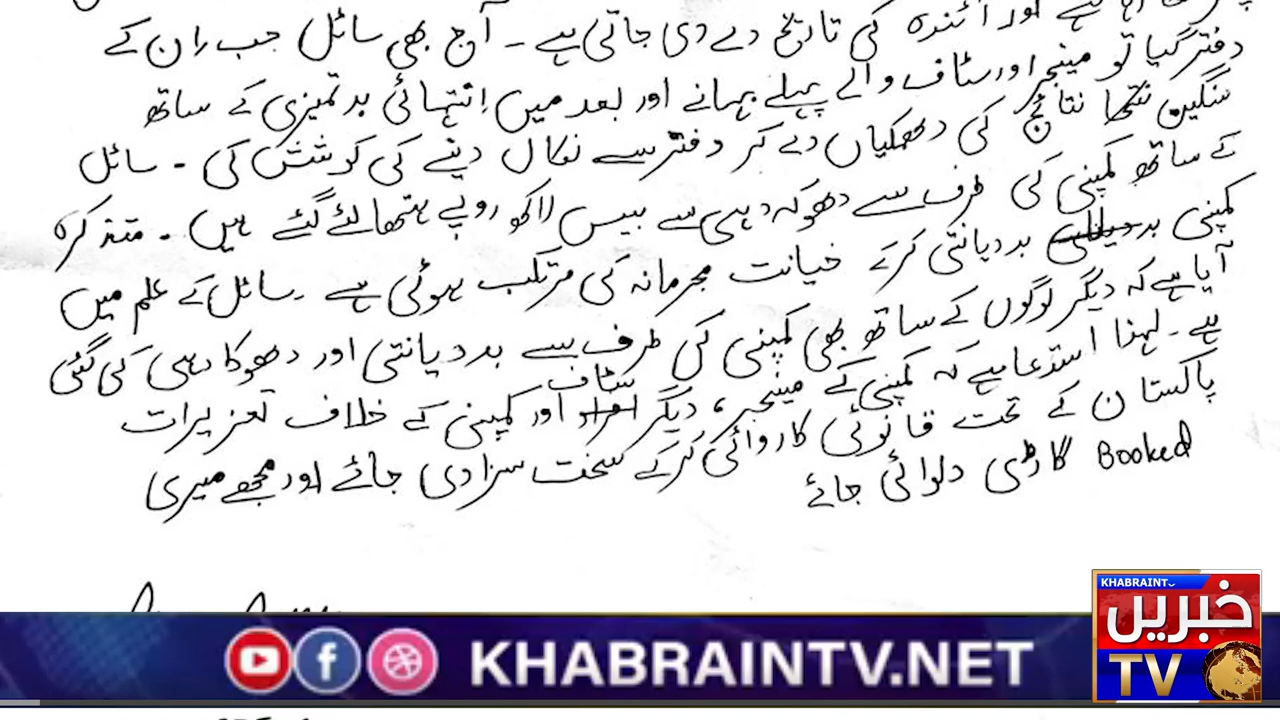 اور آئندہ کی تاریخ دے دی جاتی ہے ۔ آج بھی سائل جب ان کے
دفتر گیا تو مینجر اور سٹاف والے پہلے بہانے اور بعد میں انتہائی بدتمیزی کے ساتھ
سنگین نتائج کی دھمکیاں دے کر دفتر سے نکال دینے کی کوشش کی ۔ سائل
کے ساتھ کمپنی کی طرف سے دھوکہ دہی سے بیس لاکھ روپے ہتھا لئے گئے ہیں ۔ متذکرہ
کمپنی بددیانتی کرکے خیانت مجرمانہ کی مرتکب ہوئی ہے ۔ سائل کے علم میں
آیا ہے کہ دیگر لوگوں کے ساتھ بھی کمپنی کی طرف سے بددیانتی اور دھوکا دہی کی گئی
ہے ۔ لہذا استدعا ہے کہ کمپنی کے مینجر، دیگر سٹاف اور کمپنی کے خلاف تعزیرات
پاکستان کے تحت قانونی کاروائی کرکے سخت سزا دی جائے اور مجھے میری
Booked گاڑی دلوائی جائے
KHABRAINTV.NET
KHABRAINTV
خبریں
TV